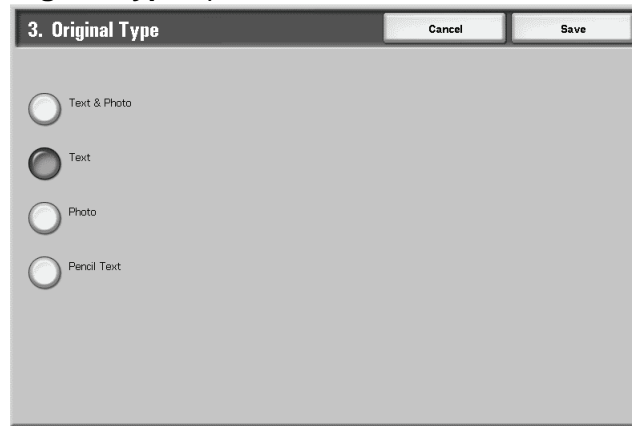 3. Original Type
Cancel
Save
Text & Photo
Text
Photo
Pencil Text